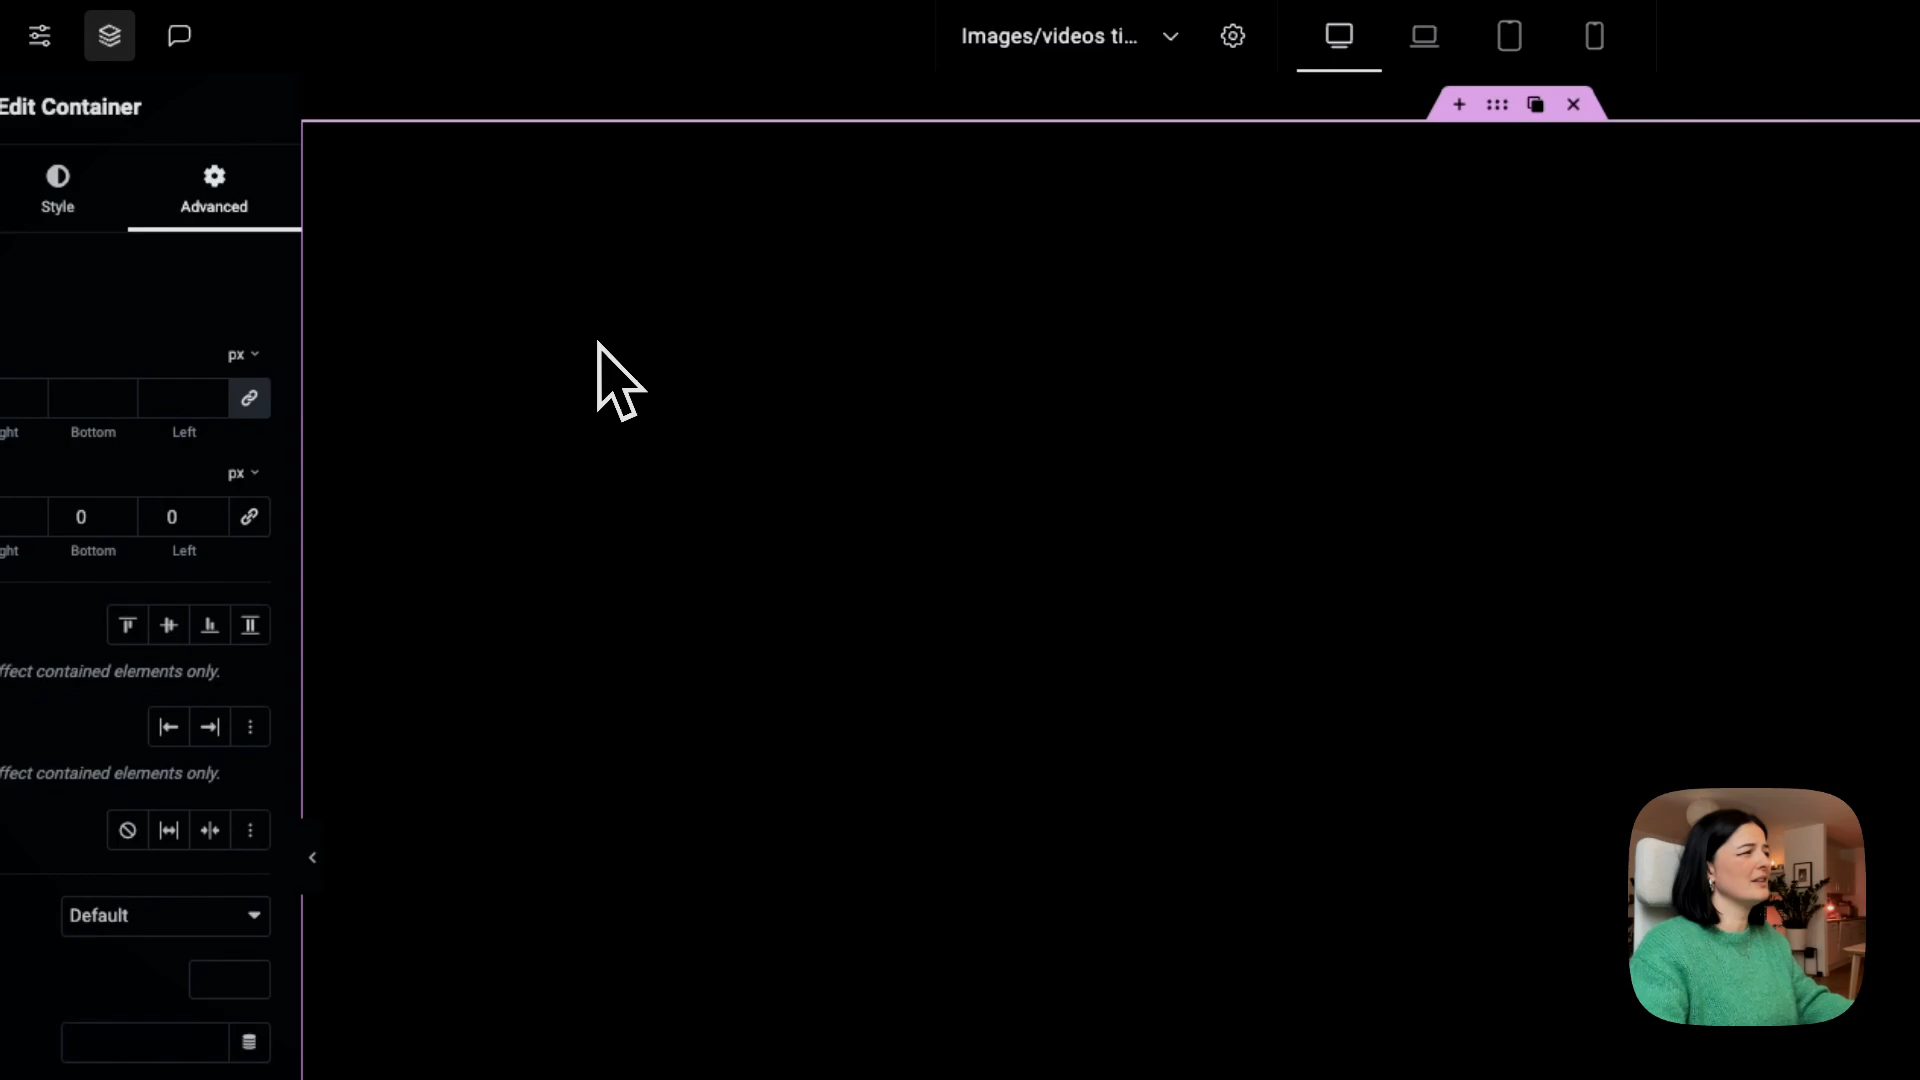 Images/videos ti...
Edit Container
Style
Advanced
px
ght Bottom Left
px
0 0
ght Bottom Left
ffect contained elements only.
ffect contained elements only.
Default